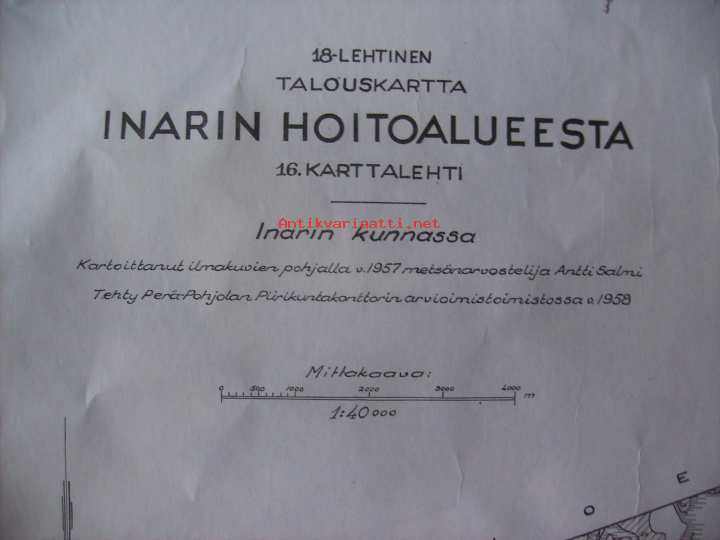 18-LEHTINEN
TALOUSKARTTA
INARIN HOITOALUEESTA
16. KARTTALEHTI
Antikvariaatti.net
Inarin kunnassa
Kartoittanut ilmakuvien pohjalla v. 1957 metsänarvostelija Antti Salmi
Tehty Perä-Pohjolan Piirikuntakonttorin arvioimistoimistossa v. 1958
Mittakaava:
0 500 1000 2000 3000 4000 m
1:40 000
O E